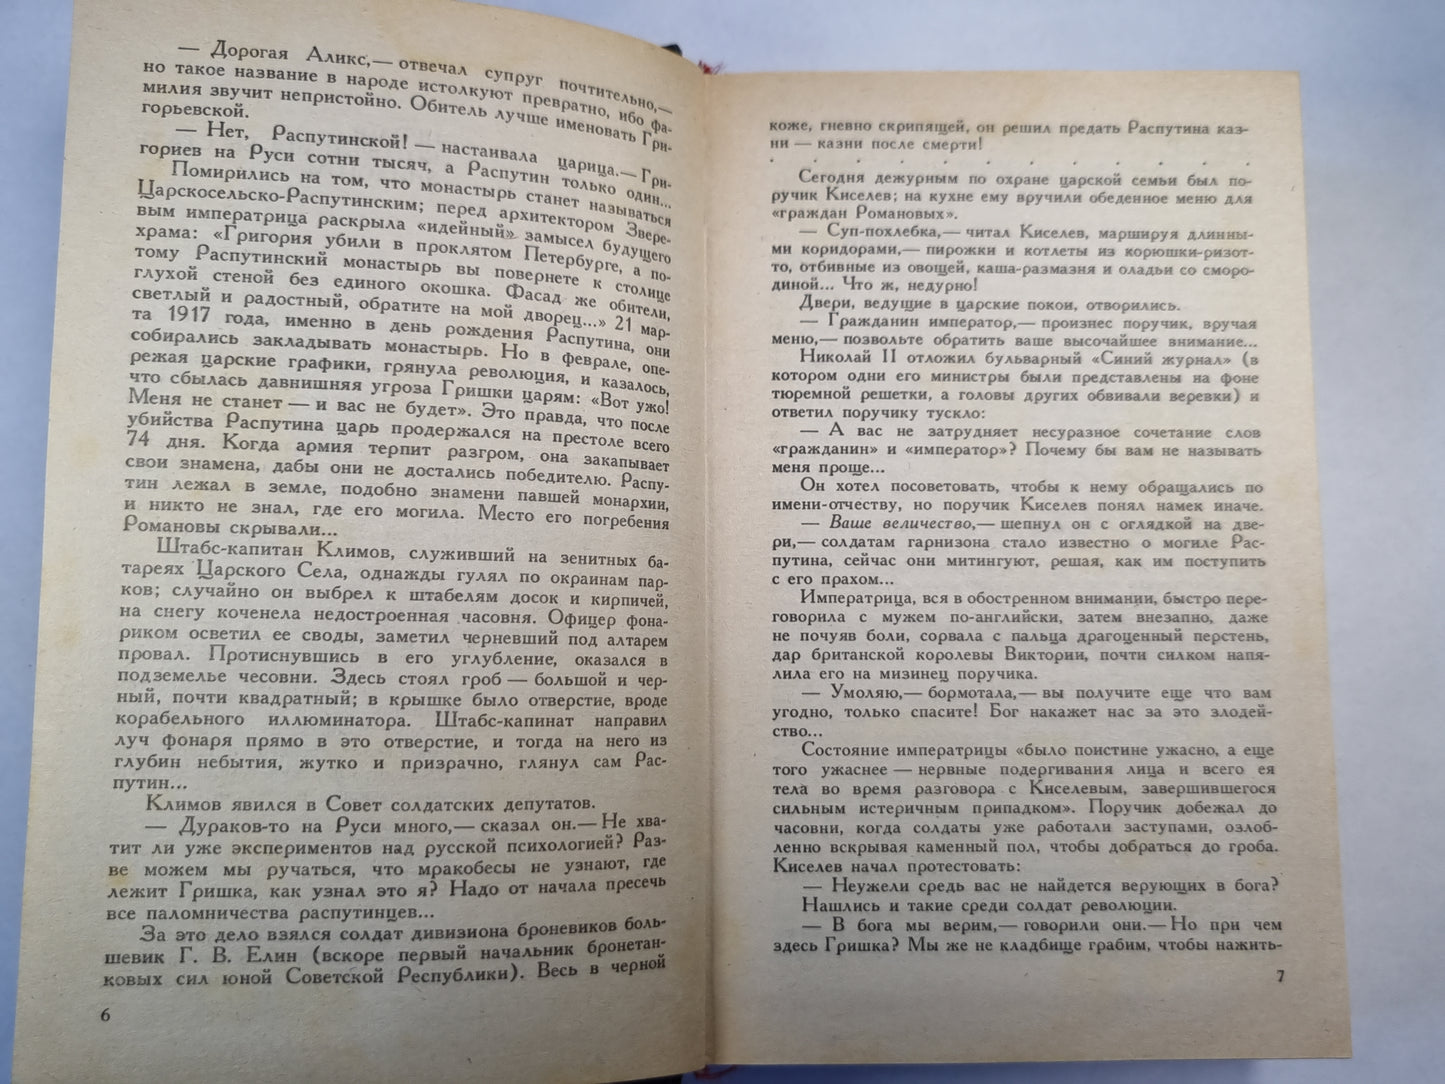 — Дорогая Аликс,— отвечал супруг почтительно,—
но такое название в народе истолкуют превратно, ибо фа-
милия звучит непристойно. Обитель лучше именовать Гри-
горьевской.
— Нет, Распутинской! — настаивала царица.— Гри-
гориев на Руси сотни тысяч, а Распутин только один...
Помирились на том, что монастырь станет называться
Царскосельско-Распутинским; перед архитектором Звере-
вым императрица раскрыла «идейный» замысел будущего
храма: «Григория убили в проклятом Петербурге, а по-
тому Распутинский монастырь вы повернете к столице
глухой стеной без единого окошка. Фасад же обители,
светлый и радостный, обратите на мой дворец...» 21 мар-
та 1917 года, именно в день рождения Распутина, они
собирались закладывать монастырь. Но в феврале, опе-
режая царские графики, грянула революция, и казалось,
что сбылась давнишняя угроза Гришки царям: «Вот ужо!
Меня не станет — и вас не будет». Это правда, что после
убийства Распутина царь продержался на престоле всего
74 дня. Когда армия терпит разгром, она закапывает
свои знамена, дабы они не достались победителю. Распу-
тин лежал в земле, подобно знамени павшей монархии,
и никто не знал, где его могила. Место его погребения
Романовы скрывали...
Штабс-капитан Климов, служивший на зенитных ба-
тареях Царского Села, однажды гулял по окраинам пар-
ков; случайно он выбрел к штабелям досок и кирпичей,
на снегу коченела недостроенная часовня. Офицер фона-
риком осветил ее своды, заметил черневший под алтарем
провал. Протиснувшись в его углубление, оказался в
подземелье чесовни. Здесь стоял гроб — большой и чер-
ный, почти квадратный; в крышке было отверстие, вроде
корабельного иллюминатора. Штабс-капинат направил
луч фонаря прямо в это отверстие, и тогда на него из
глубин небытия, жутко и призрачно, глянул сам Рас-
путин...
Климов явился в Совет солдатских депутатов.
— Дураков-то на Руси много,— сказал он.— Не хва-
тит ли уже экспериментов над русской психологией? Раз-
ве можем мы ручаться, что мракобесы не узнают, где
лежит Гришка, как узнал это я? Надо от начала пресечь
все паломничества распутинцев...
За это дело взялся солдат дивизиона броневиков боль-
шевик Г. В. Елин (вскоре первый начальник бронетан-
ковых сил юной Советской Республики). Весь в черной
6
коже, гневно скрипящей, он решил предать Распутина каз-
ни — казни после смерти!
. . . . . . . . . . . .
Сегодня дежурным по охране царской семьи был по-
ручик Киселев; на кухне ему вручили обеденное меню для
«граждан Романовых».
— Суп-похлебка,— читал Киселев, маршируя длинны-
ми коридорами,— пирожки и котлеты из корюшки-ризот-
то, отбивные из овощей, каша-размазня и оладьи со сморо-
диной... Что ж, недурно!
Двери, ведущие в царские покои, отворились.
— Гражданин император,— произнес поручик, вручая
меню,— позвольте обратить ваше высочайшее внимание...
Николай II отложил бульварный «Синий журнал» (в
котором одни его министры были представлены на фоне
тюремной решетки, а головы других обвивали веревки) и
ответил поручику тускло:
— А вас не затрудняет несуразное сочетание слов
«гражданин» и «император»? Почему бы вам не называть
меня проще...
Он хотел посоветовать, чтобы к нему обращались по
имени-отчеству, но поручик Киселев понял намек иначе.
— Ваше величество,— шепнул он с оглядкой на две-
ри,— солдатам гарнизона стало известно о могиле Рас-
путина, сейчас они митингуют, решая, как им поступить
с его прахом...
Императрица, вся в обостренном внимании, быстро пере-
говорила с мужем по-английски, затем внезапно, даже
не почуяв боли, сорвала с пальца драгоценный перстень,
дар британской королевы Виктории, почти силком напя-
лила его на мизинец поручика.
— Умоляю,— бормотала,— вы получите еще что вам
угодно, только спасите! Бог накажет нас за это злодей-
ство...
Состояние императрицы «было поистине ужасно, а еще
того ужаснее — нервные подергивания лица и всего ея
тела во время разговора с Киселевым, завершившегося
сильным истеричным припадком». Поручик добежал до
часовни, когда солдаты уже работали заступами, озлоб-
ленно вскрывая каменный пол, чтобы добраться до гроба.
Киселев начал протестовать:
— Неужели средь вас не найдется верующих в бога?
Нашлись и такие среди солдат революции.
— В бога мы верим,— говорили они.— Но при чем
здесь Гришка? Мы же не кладбище грабим, чтобы нажить-
7